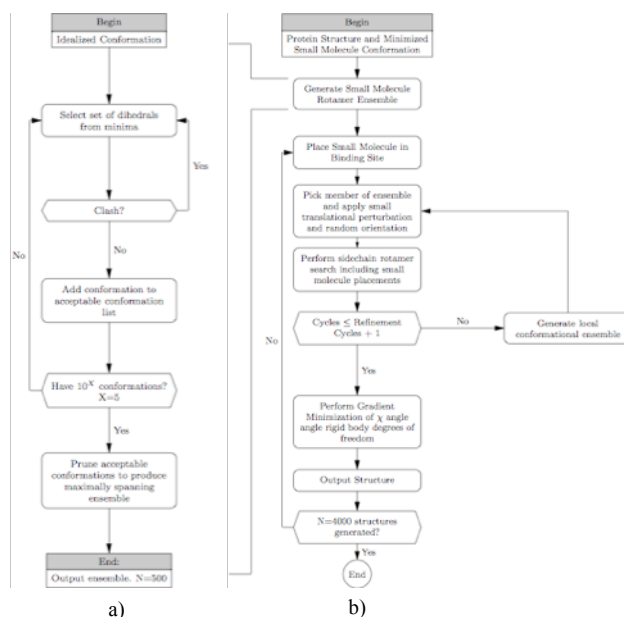 Begin
Idealized Conformation
Select set of dihedrals
from minima
Yes
Clash?
No
No
Add conformation to
acceptable conformation
list
Have 10^X conformations?
X=5
Yes
Prune acceptable
conformations to produce
maximally spanning
ensemble
End:
Output ensemble. N=500
a)
Begin
Protein Structure and Minimized
Small Molecule Conformation
Generate Small Molecule
Rotamer Ensemble
Place Small Molecule in
Binding Site
Pick member of ensemble
and apply small
translational perturbation
and random orientation
Perform sidechain rotamer
search including small
molecule placements
Cycles ≤ Refinement
Cycles + 1
No
Generate local
conformational ensemble
No
Yes
Perform Gradient
Minimization of χ angle
angle rigid body degrees of
freedom
Output Structure
N=4000 structures
generated?
Yes
End
b)